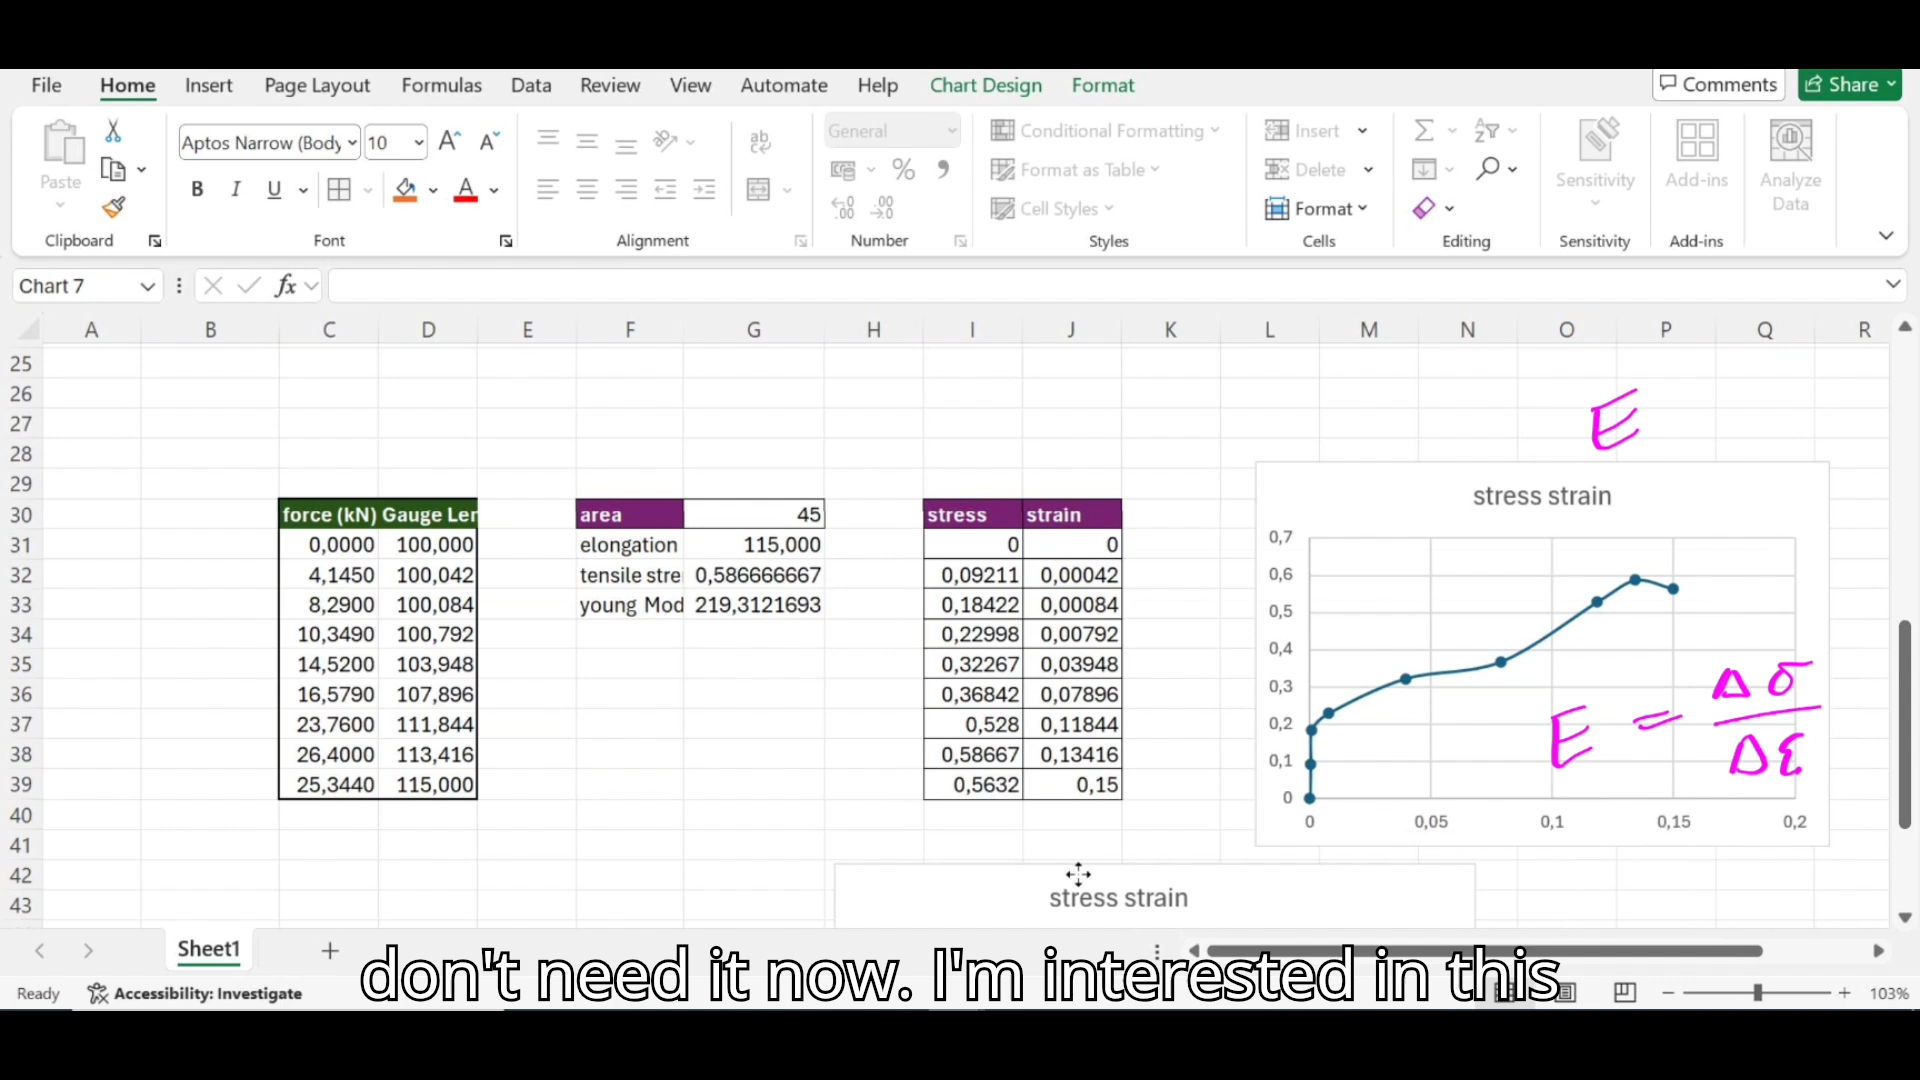 File Home Insert Page Layout Formulas Data Review View Automate Help Chart Design Format Comments Share
Paste
Clipboard
Aptos Narrow (Body 10
B I U
Font
Alignment
General
Number
Conditional Formatting
Format as Table
Cell Styles
Styles
Insert
Delete
Format
Cells
Editing
Sensitivity
Sensitivity
Add-ins
Add-ins
Analyze
Data
Chart 7 fx
A B C D E F G H I J K L M N O P Q R
25
26
27
28
29
30 force (kN) Gauge Ler area 45 stress strain
31 0,0000 100,000 elongation 115,000 0 0
32 4,1450 100,042 tensile stre 0,586666667 0,09211 0,00042
33 8,2900 100,084 young Mod 219,3121693 0,18422 0,00084
34 10,3490 100,792 0,22998 0,00792
35 14,5200 103,948 0,32267 0,03948
36 16,5790 107,896 0,36842 0,07896
37 23,7600 111,844 0,528 0,11844
38 26,4000 113,416 0,58667 0,13416
39 25,3440 115,000 0,5632 0,15
40
41
42
43
E
stress strain
0,7
0,6
0,5
0,4
0,3
0,2
0,1
0
0 0,05 0,1 0,15 0,2
E = Δσ
Δε
stress strain
Sheet1
don't need it now. I'm interested in this
Ready Accessibility: Investigate 103%